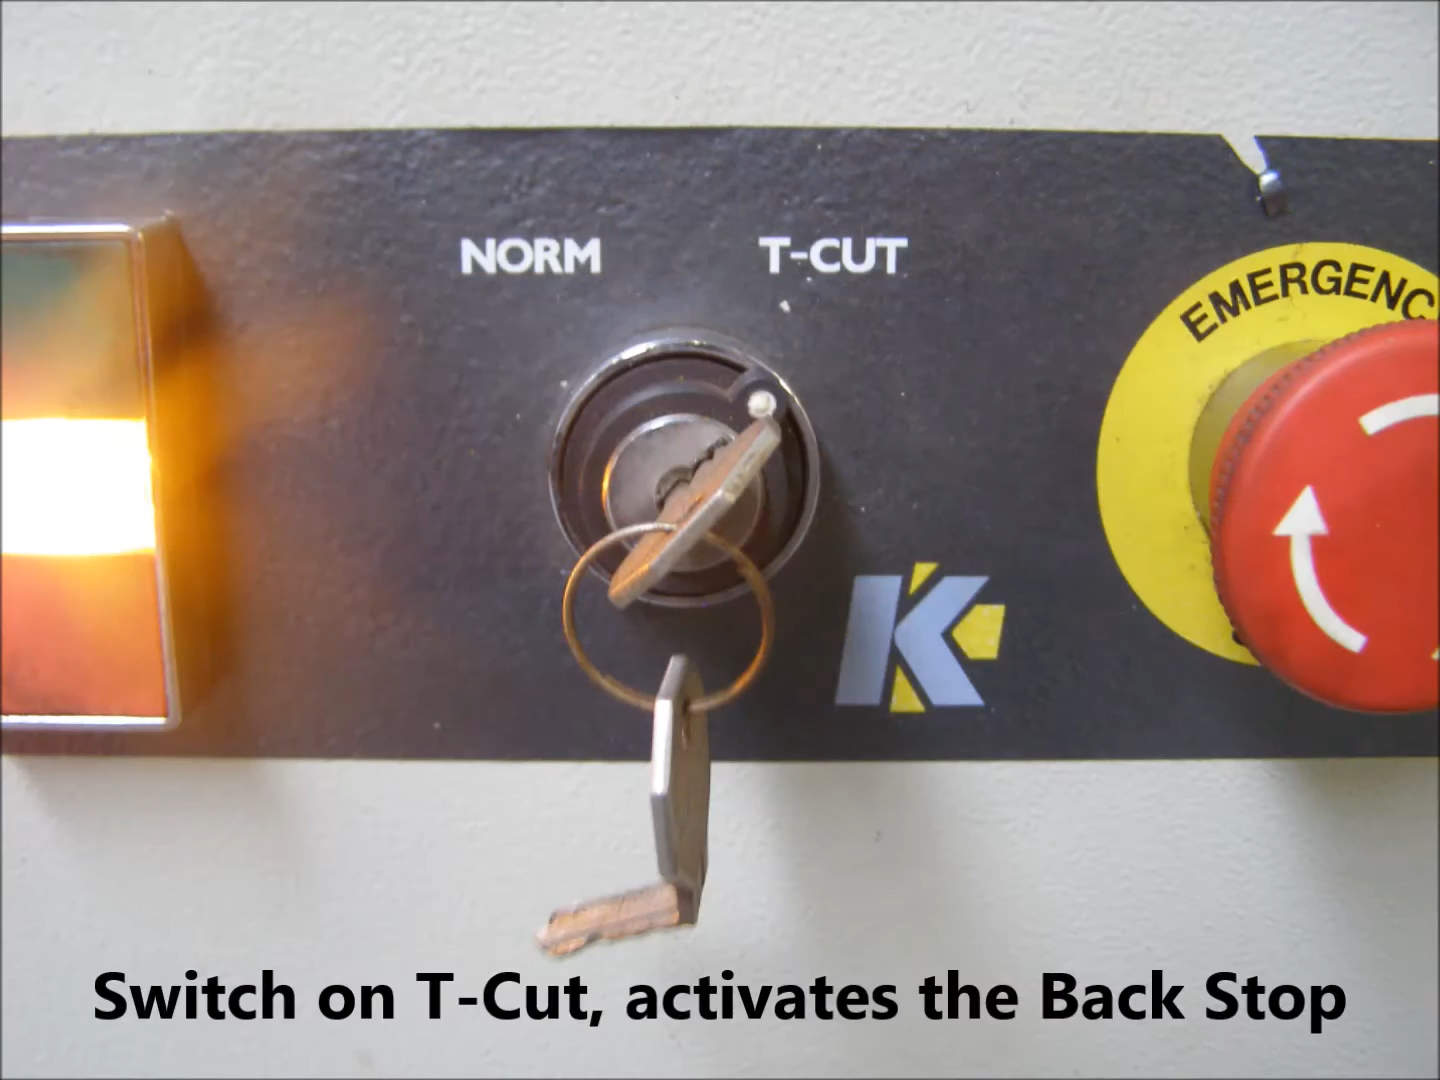 NORM T-CUT
EMERGENC
K
Switch on T-Cut, activates the Back Stop